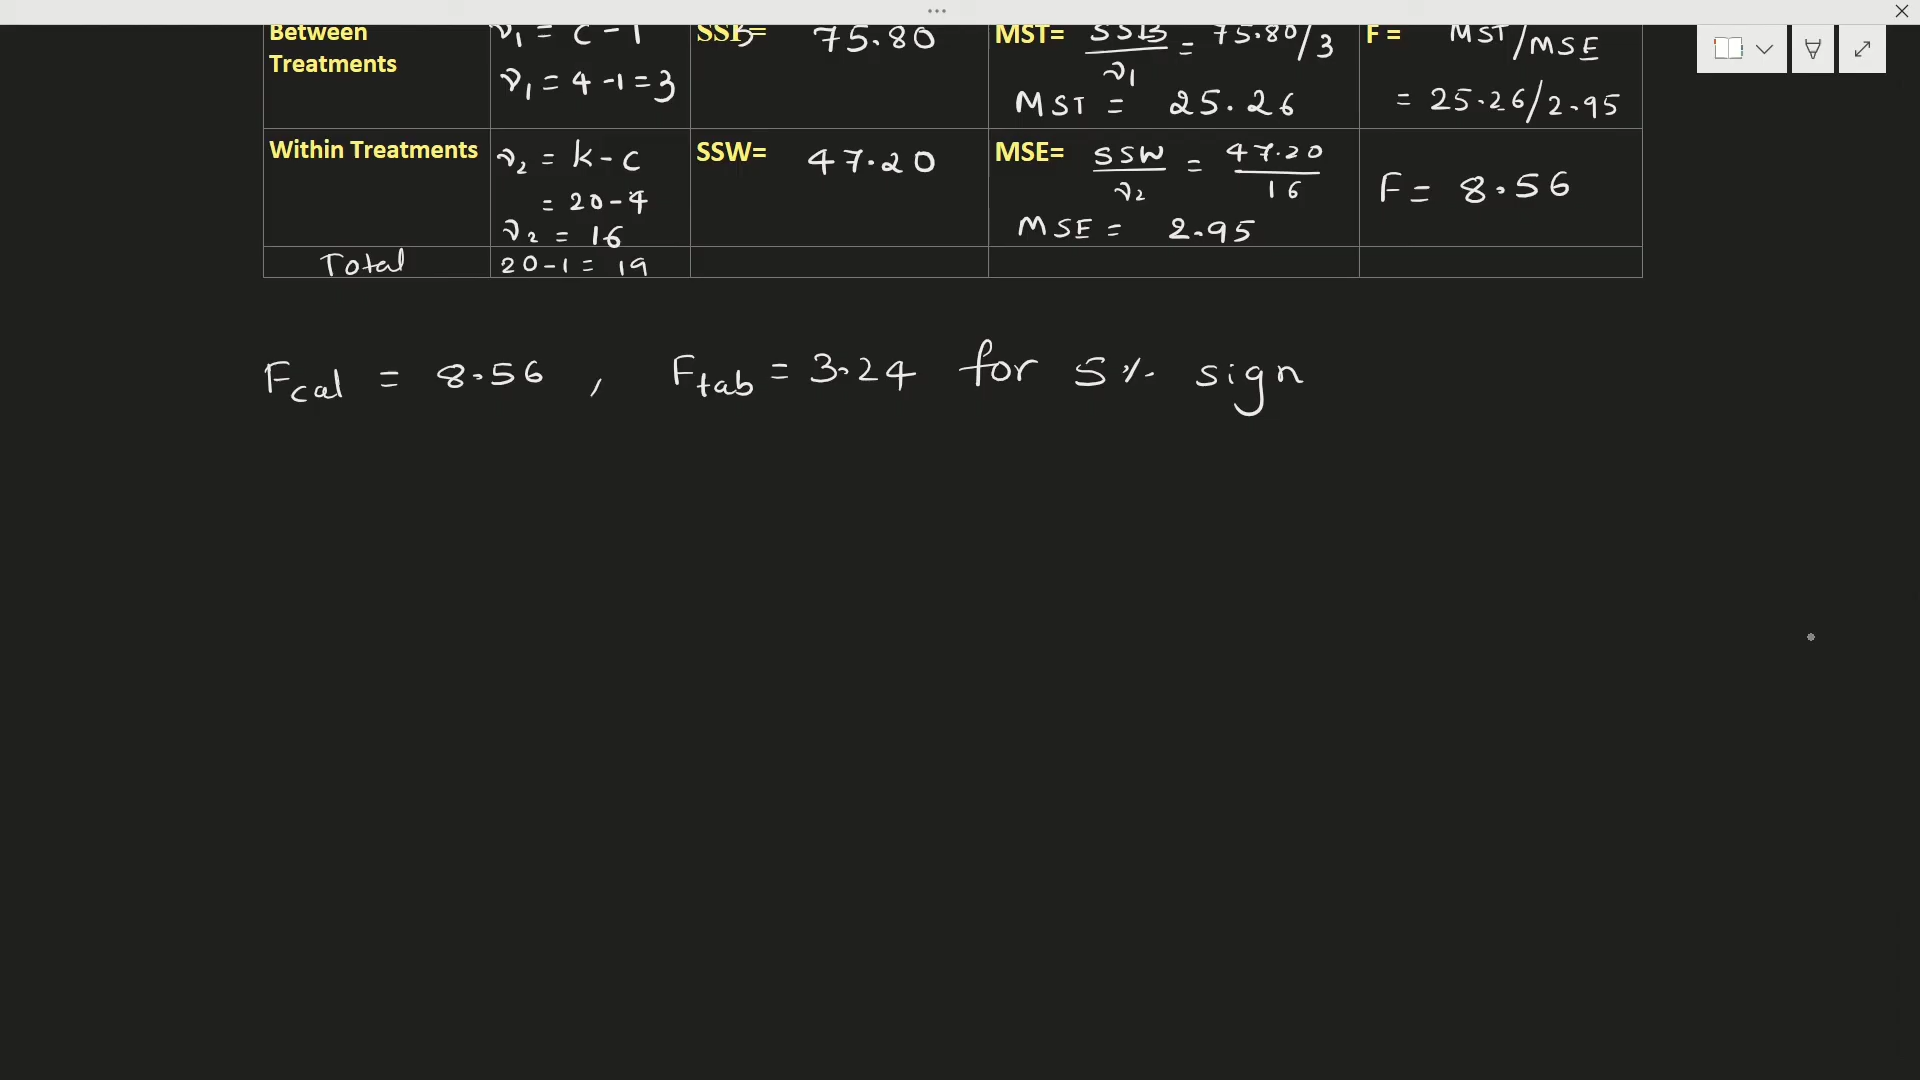 Between Treatments
ν₁ = c - 1
ν₁ = 4 - 1 = 3
SSB= 75.80
MST= SSB/ν₁ = 75.80/3
MST = 25.26
F = MST/MSE
= 25.26/2.95
Within Treatments
ν₂ = k - c
= 20 - 4
ν₂ = 16
SSW= 47.20
MSE= SSW/ν₂ = 47.20/16
MSE = 2.95
F = 8.56
Total
20 - 1 = 19
Fcal = 8.56 , Ftab = 3.24 for 5% sign